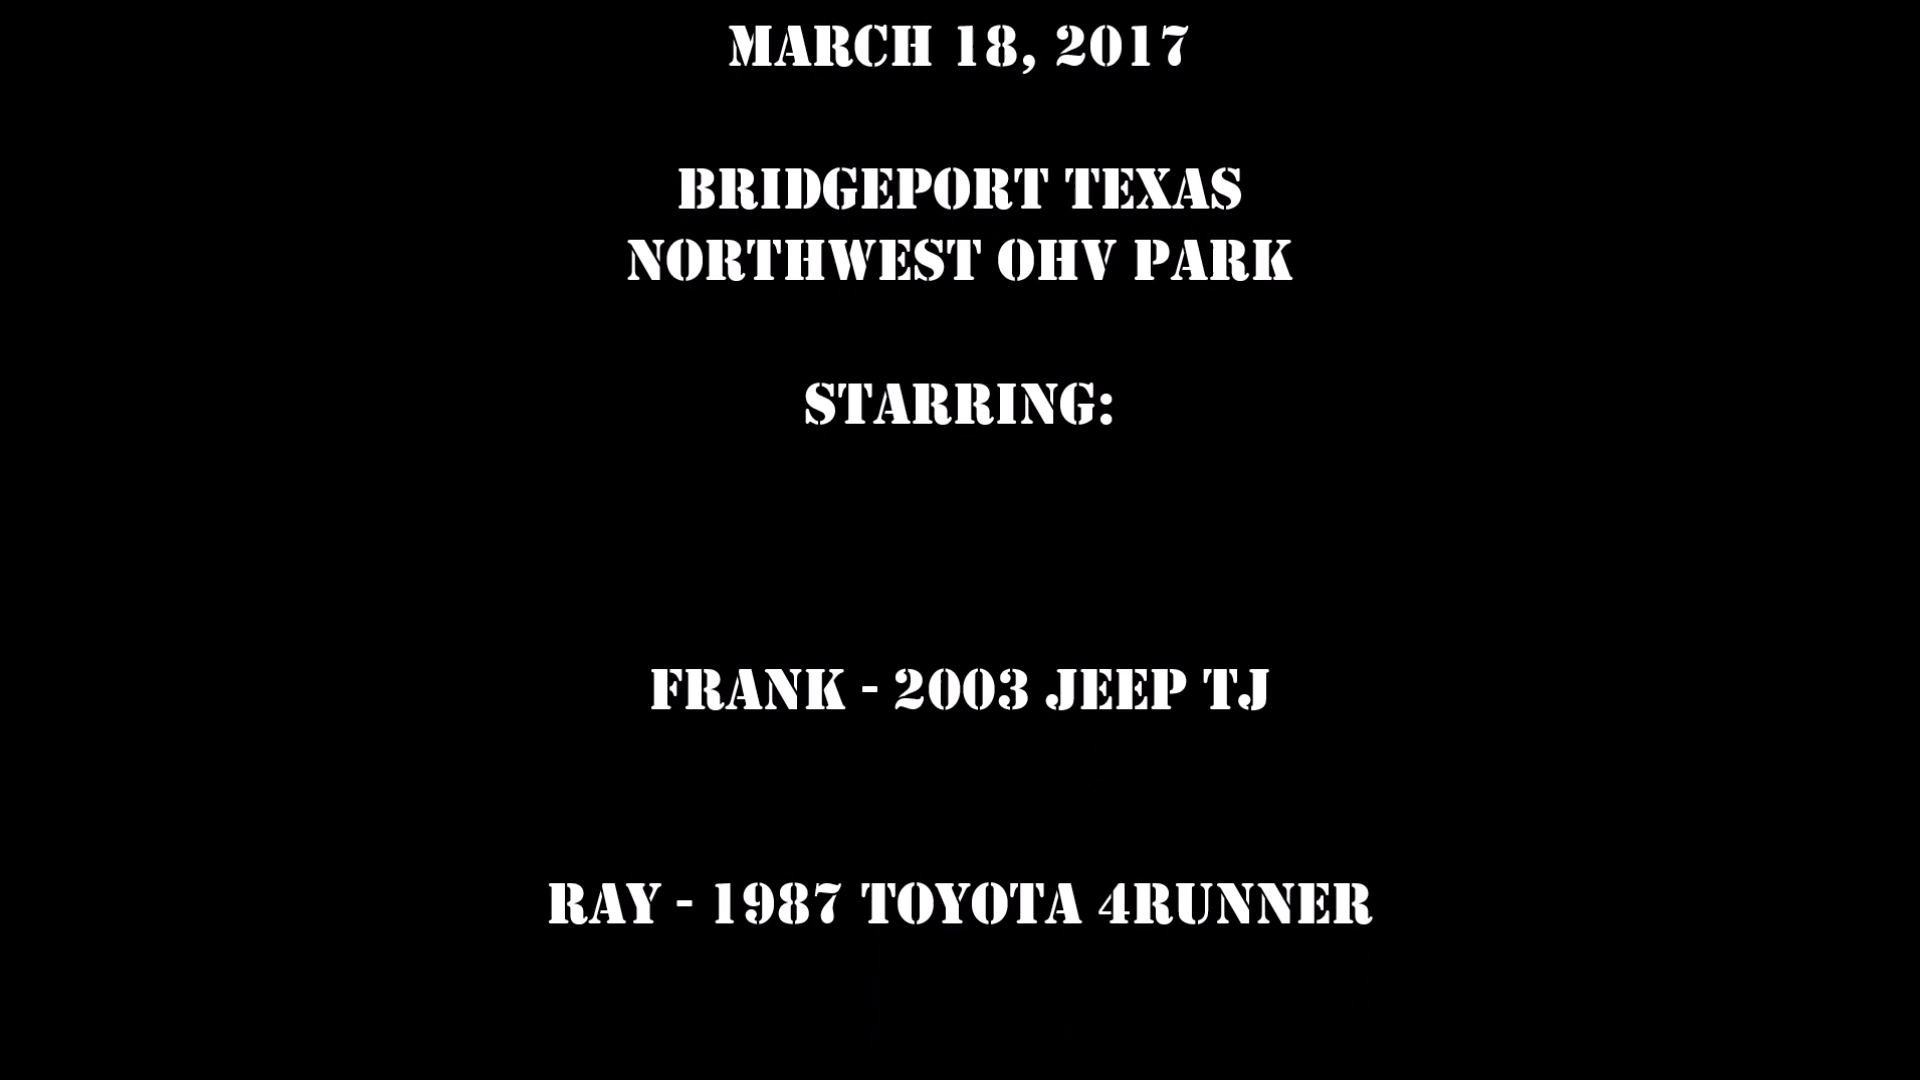 MARCH 18, 2017
BRIDGEPORT TEXAS
NORTHWEST OHV PARK
STARRING:
FRANK - 2003 JEEP TJ
RAY - 1987 TOYOTA 4RUNNER